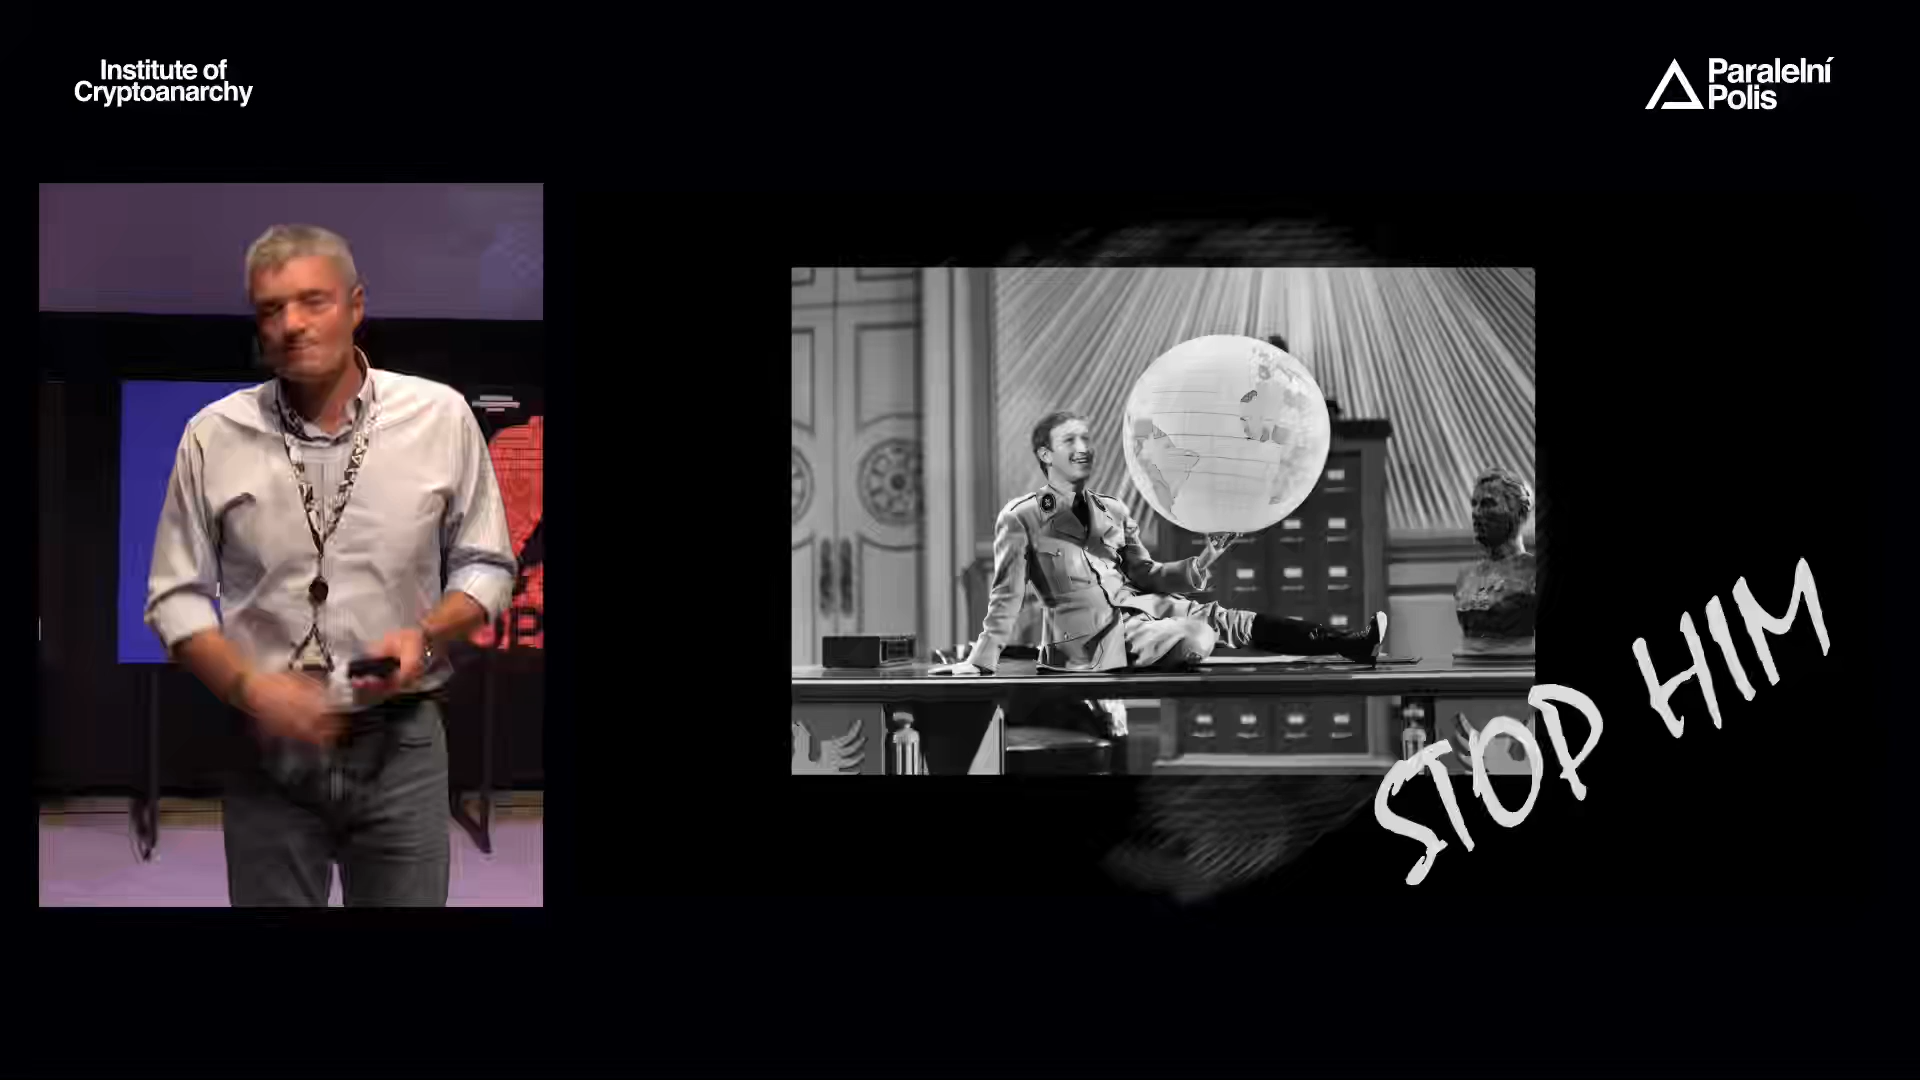 Institute of
Cryptoanarchy
Paralelní
Polis
STOP HIM